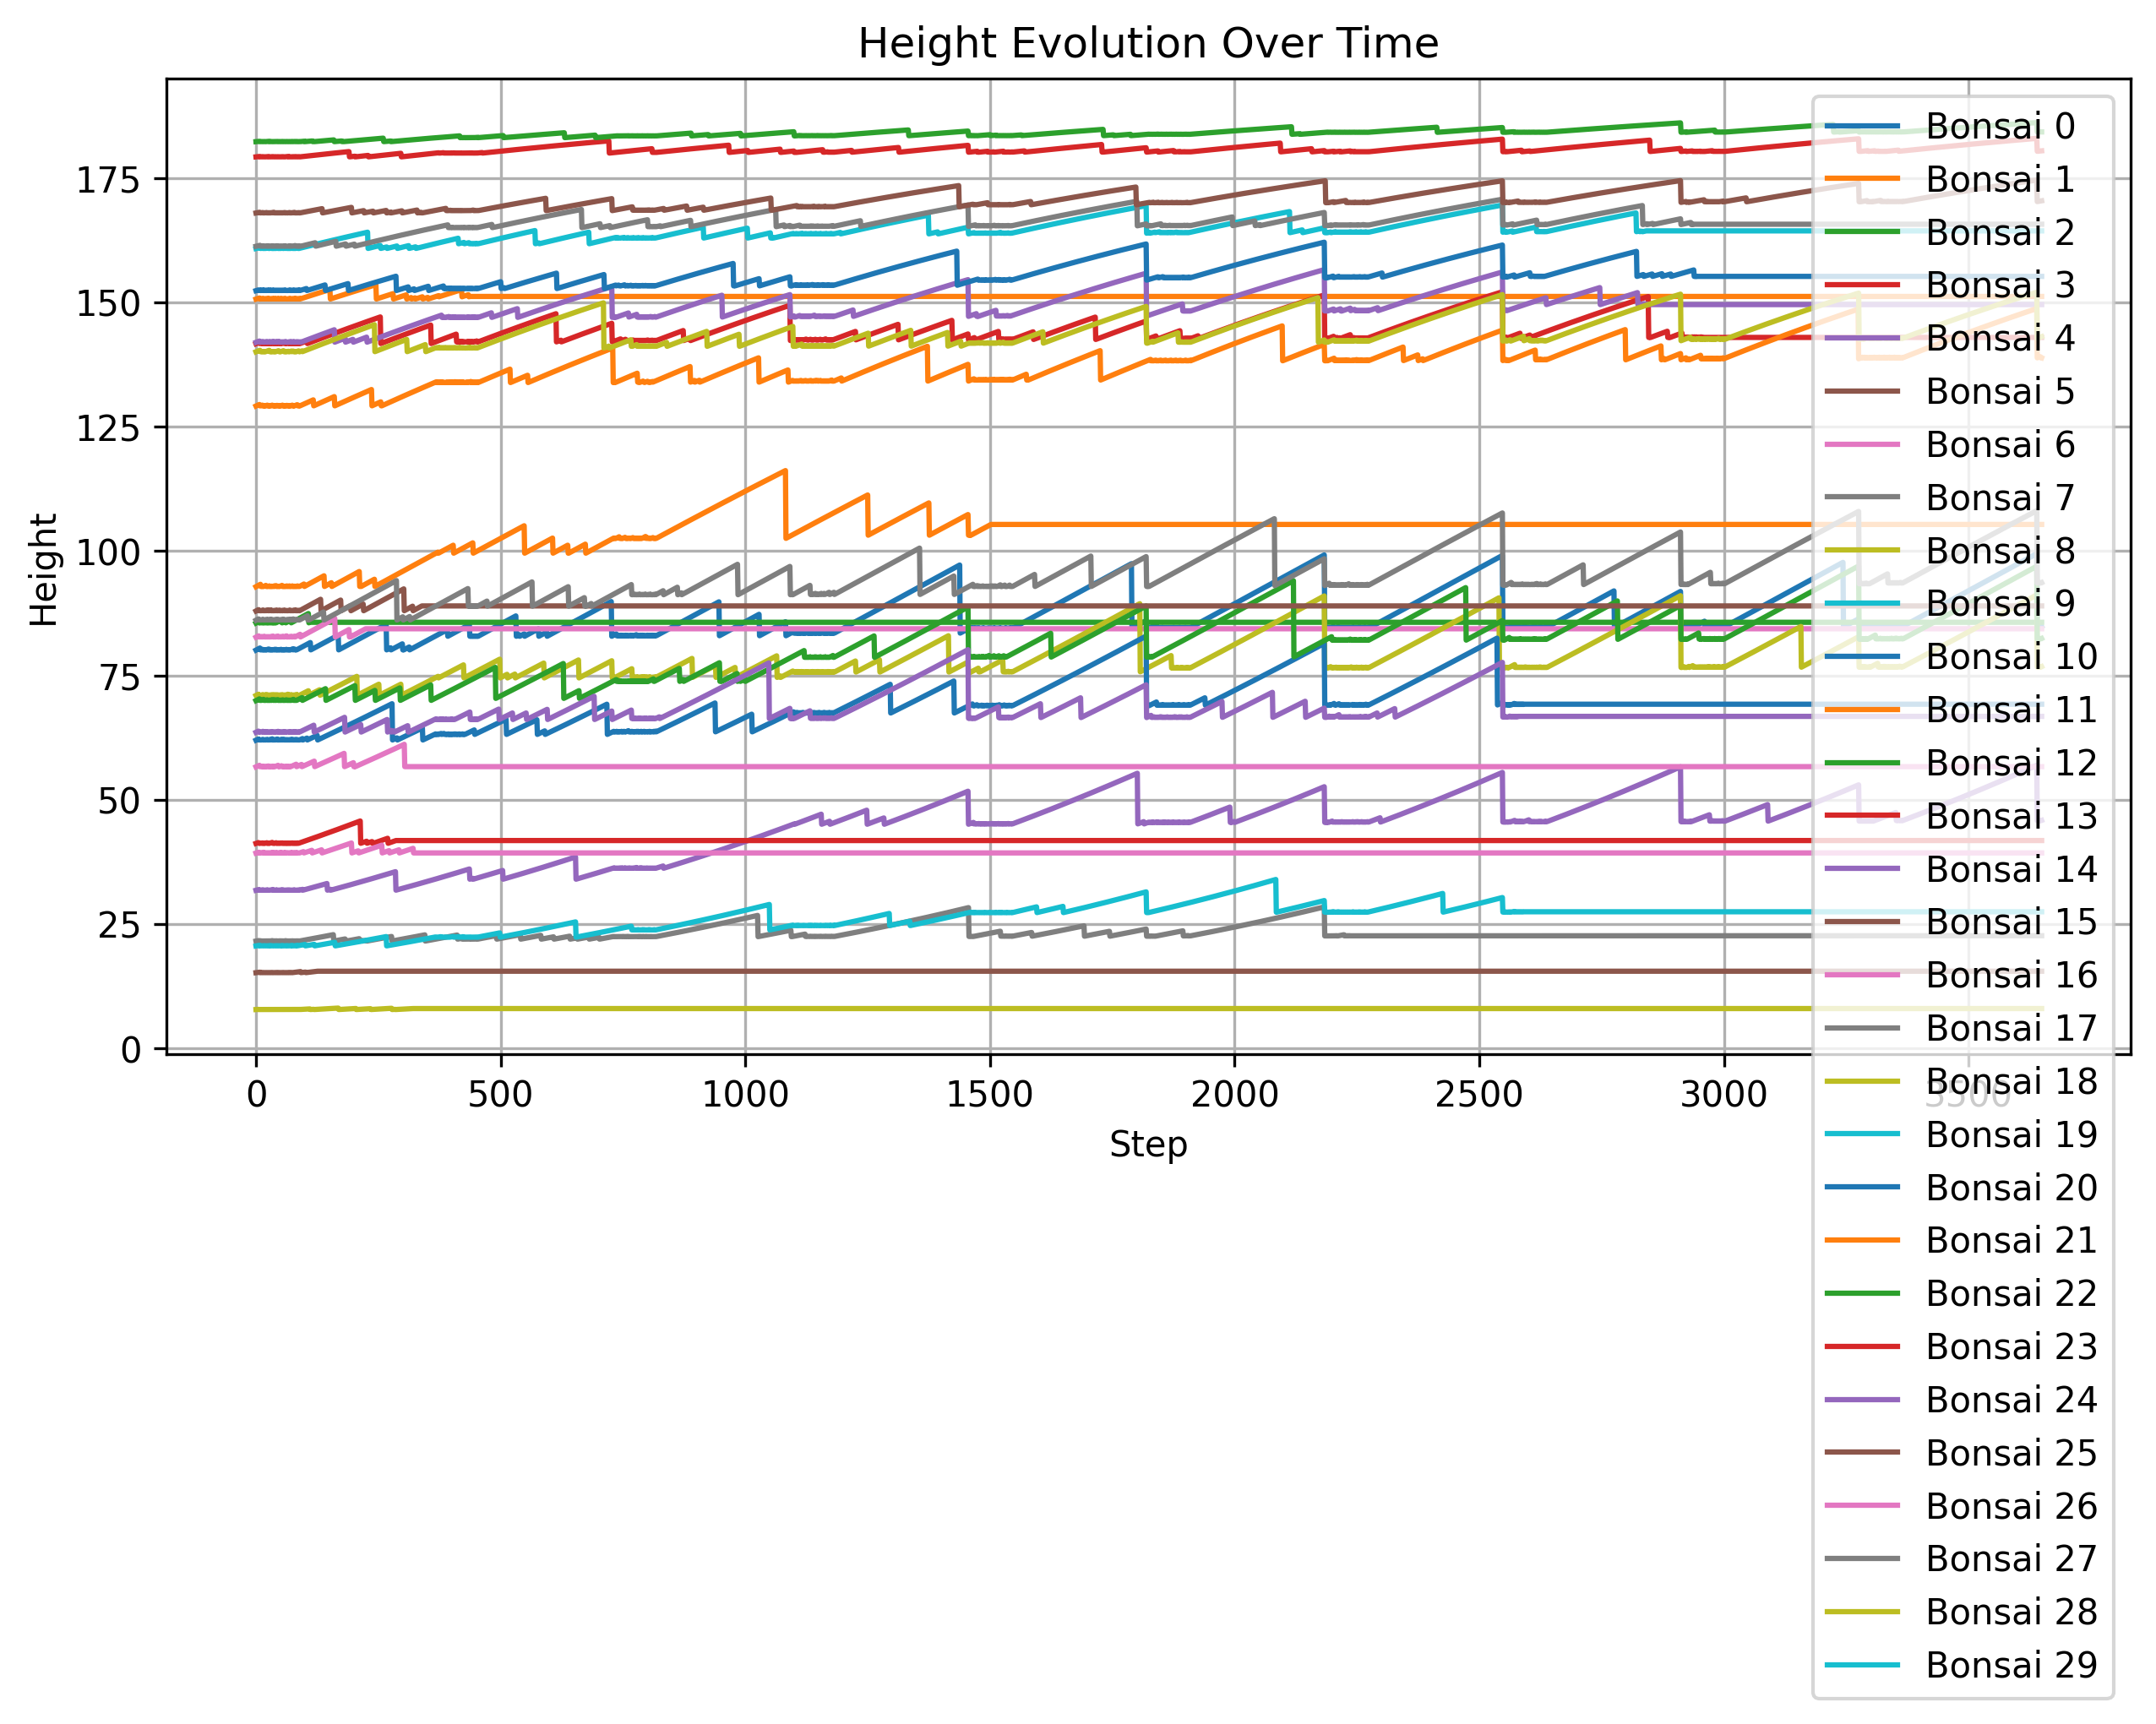 Height Evolution Over Time
Height
175
150
125
100
75
50
25
0
0
500
1000
1500
2000
2500
3000
3500
Step
Bonsai 0
Bonsai 1
Bonsai 2
Bonsai 3
Bonsai 4
Bonsai 5
Bonsai 6
Bonsai 7
Bonsai 8
Bonsai 9
Bonsai 10
Bonsai 11
Bonsai 12
Bonsai 13
Bonsai 14
Bonsai 15
Bonsai 16
Bonsai 17
Bonsai 18
Bonsai 19
Bonsai 20
Bonsai 21
Bonsai 22
Bonsai 23
Bonsai 24
Bonsai 25
Bonsai 26
Bonsai 27
Bonsai 28
Bonsai 29